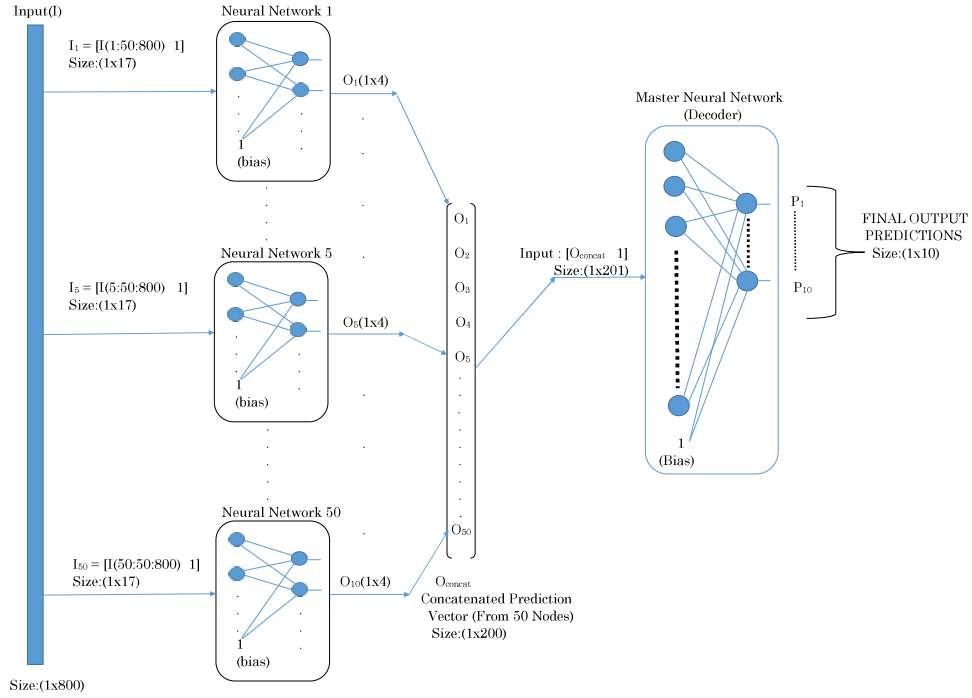 Input(I)
Neural Network 1
I₁ = [I(1:50:800) 1]
Size:(1x17)
O₁(1x4)
1
(bias)
Neural Network 5
I₅ = [I(5:50:800) 1]
Size:(1x17)
O₅(1x4)
1
(bias)
Neural Network 50
I₅₀ = [I(50:50:800) 1]
Size:(1x17)
O₁₀(1x4)
1
(bias)
Size:(1x800)
O₁
O₂
O₃
O₄
O₅
O₅₀
O_concat
Concatenated Prediction
Vector (From 50 Nodes)
Size:(1x200)
Input : [O_concat 1]
Size:(1x201)
Master Neural Network
(Decoder)
1
(Bias)
P₁
P₁₀
FINAL OUTPUT
PREDICTIONS
Size:(1x10)